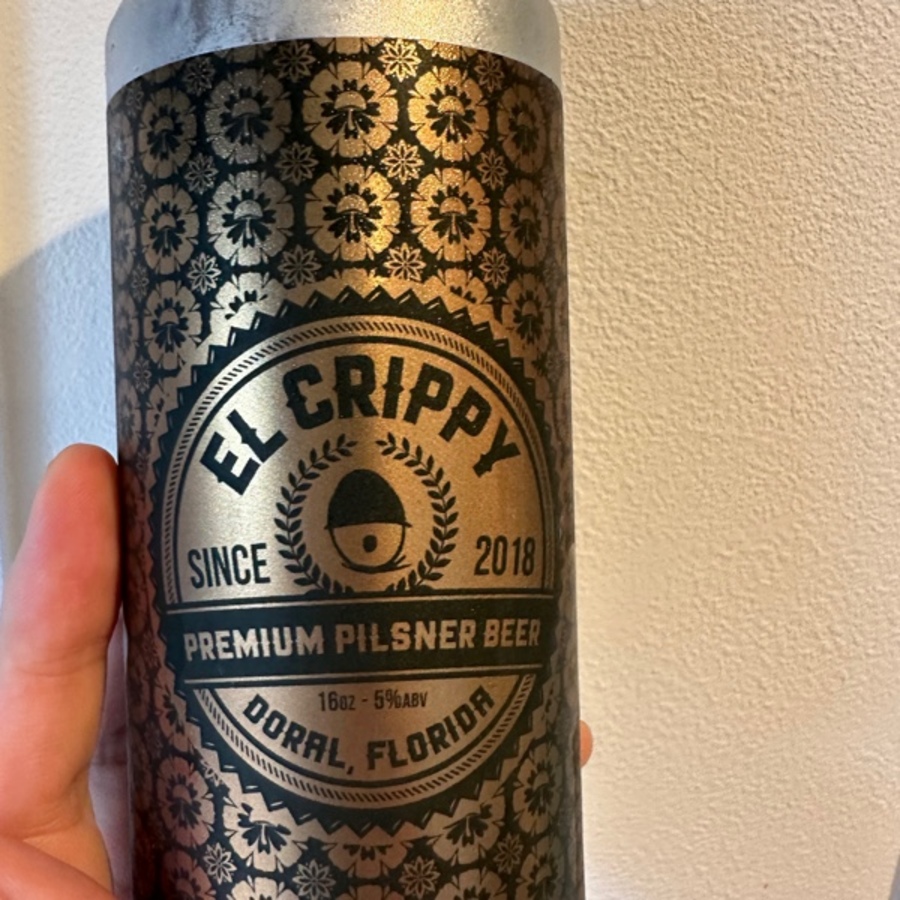 EL CRIPPY
SINCE 2018
PREMIUM PILSNER BEER
16oz - 5%ABV
DORAL, FLORIDA